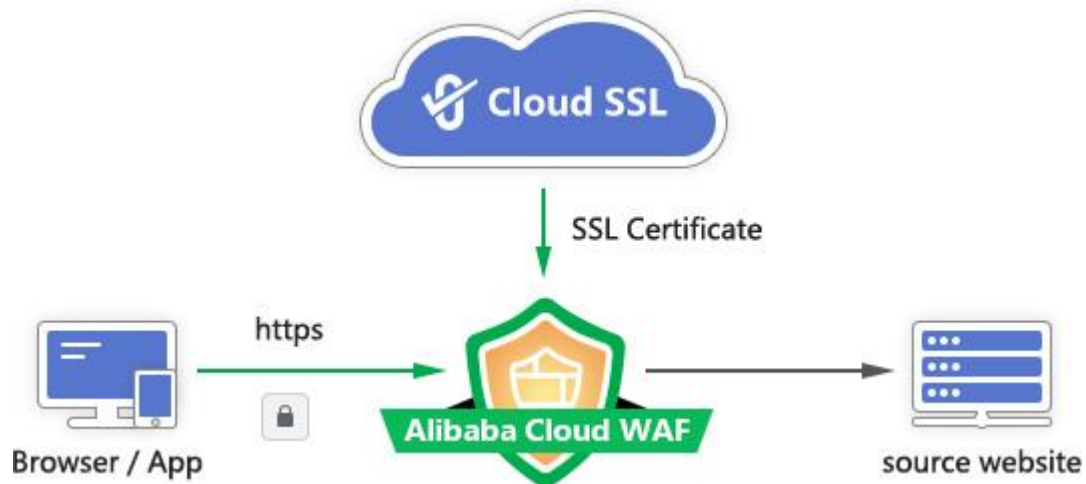 Cloud SSL
SSL Certificate
https
Alibaba Cloud WAF
Browser / App
source website